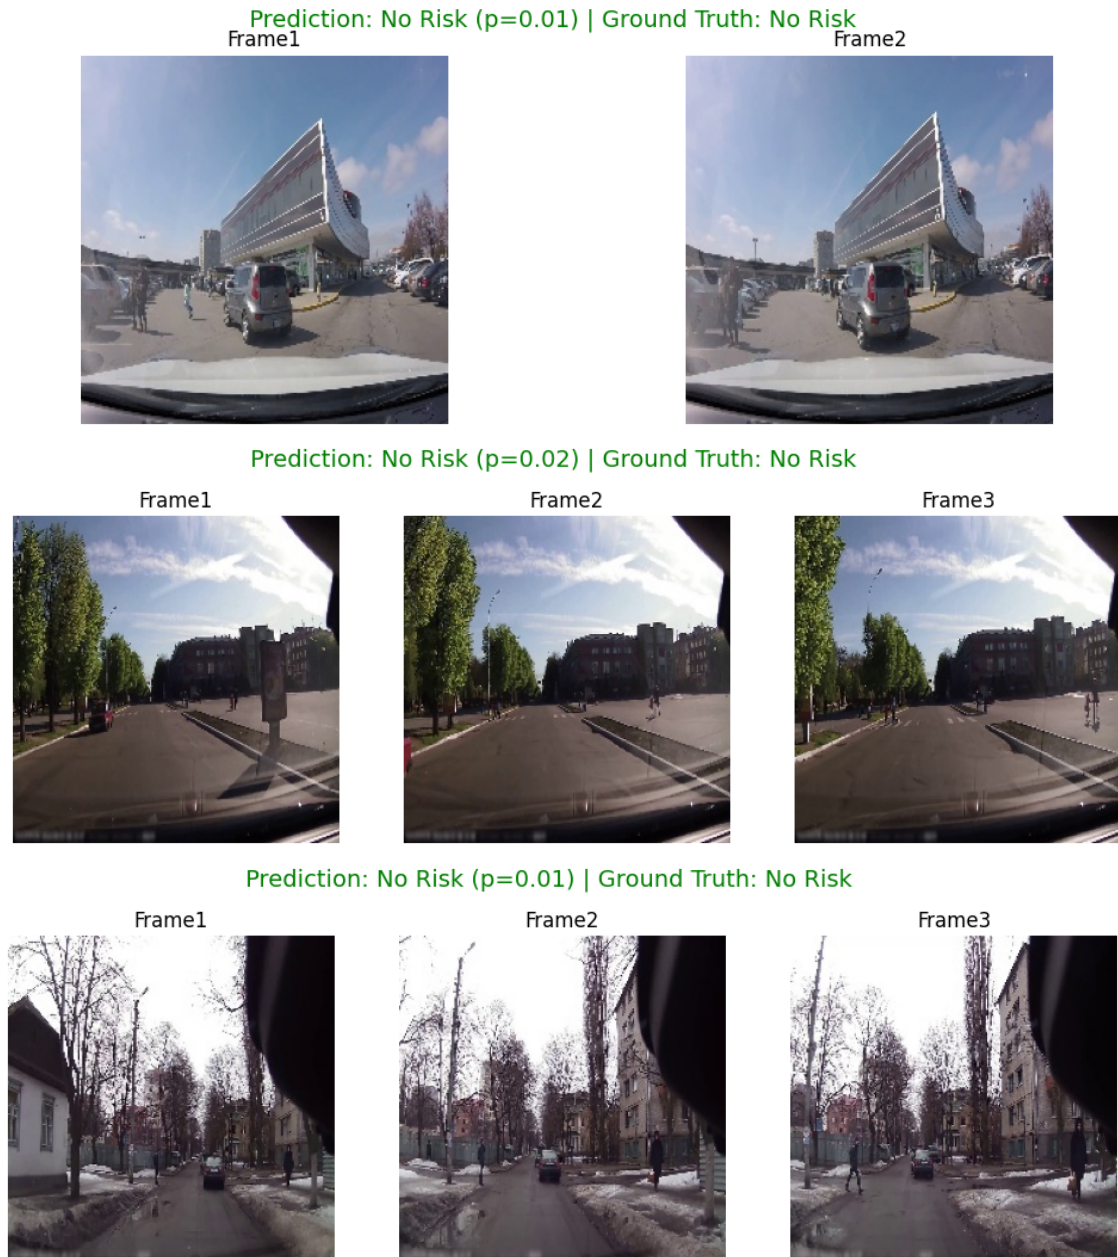 Prediction: No Risk (p=0.01) | Ground Truth: No Risk
Frame1 Frame2
Prediction: No Risk (p=0.02) | Ground Truth: No Risk
Frame1 Frame2 Frame3
Prediction: No Risk (p=0.01) | Ground Truth: No Risk
Frame1 Frame2 Frame3